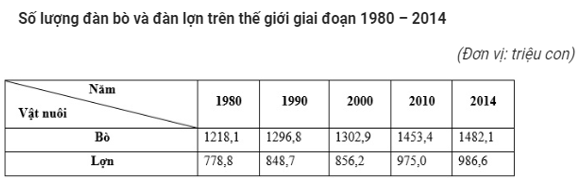 Số lượng đàn bò và đàn lợn trên thế giới giai đoạn 1980 – 2014
(Đơn vị: triệu con)
Năm
Vật nuôi
1980 1990 2000 2010 2014
Bò 1218,1 1296,8 1302,9 1453,4 1482,1
Lợn 778,8 848,7 856,2 975,0 986,6